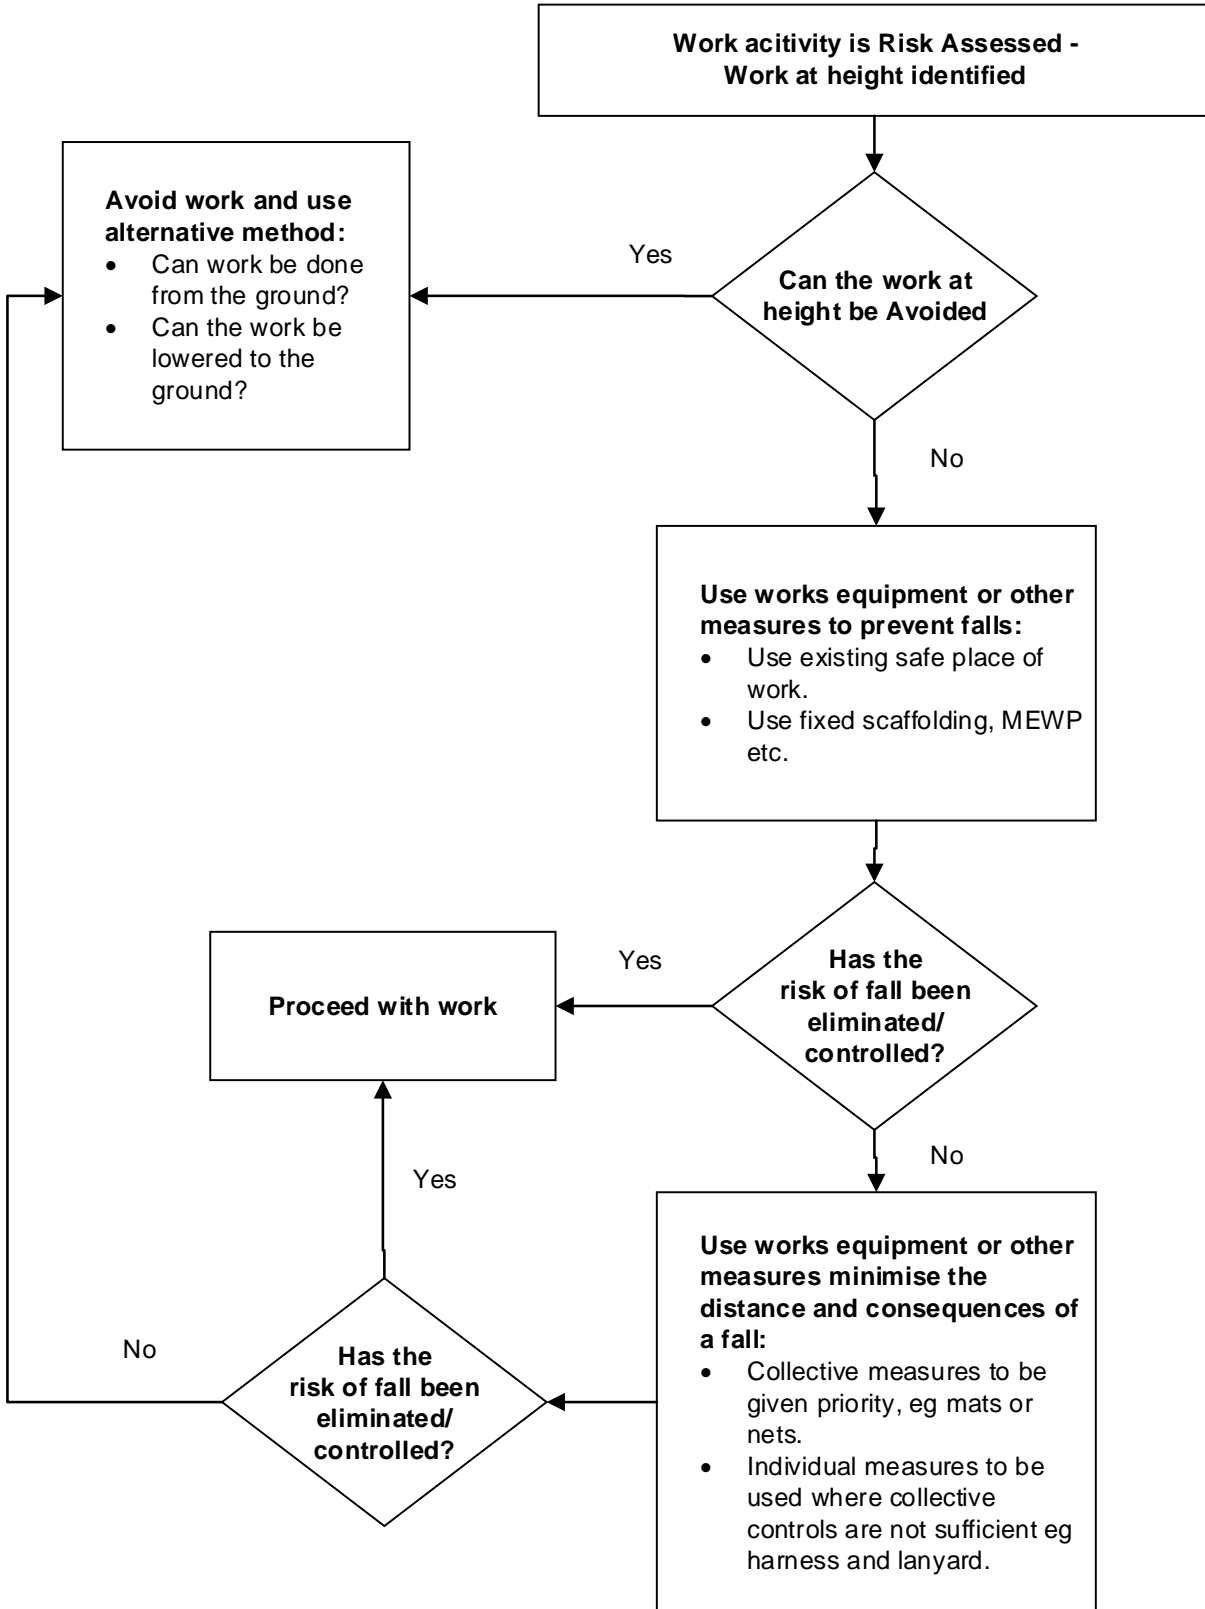 Work acitivity is Risk Assessed -
Work at height identified
Avoid work and use
alternative method:
• Can work be done
from the ground?
• Can the work be
lowered to the
ground?
Yes
Can the work at
height be Avoided
No
Use works equipment or other
measures to prevent falls:
• Use existing safe place of
work.
• Use fixed scaffolding, MEWP
etc.
Proceed with work
Yes
Has the
risk of fall been
eliminated/
controlled?
No
Yes
Use works equipment or other
measures minimise the
distance and consequences of
a fall:
• Collective measures to be
given priority, eg mats or
nets.
• Individual measures to be
used where collective
controls are not sufficient eg
harness and lanyard.
No
Has the
risk of fall been
eliminated/
controlled?